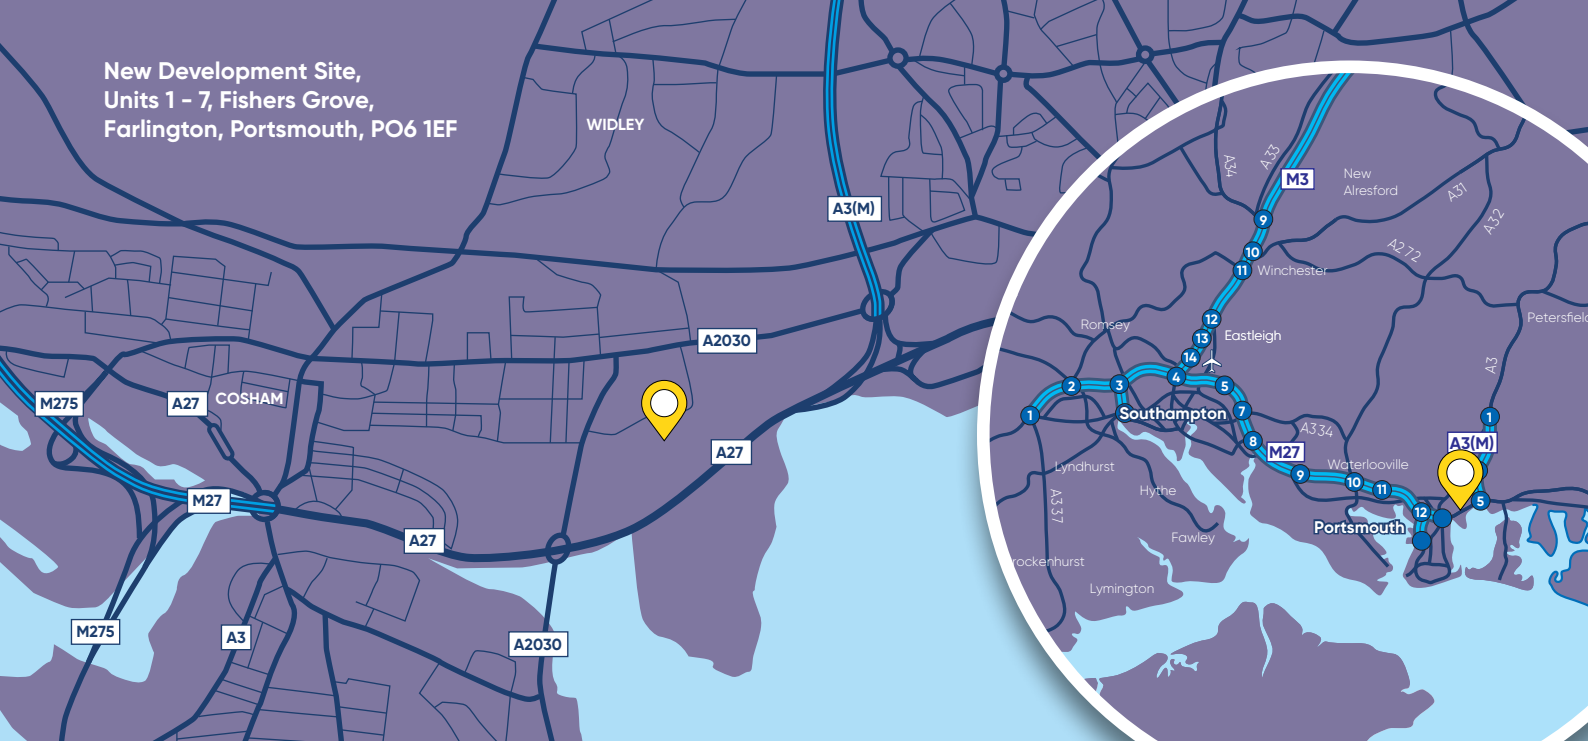 New Development Site,
Units 1 - 7, Fishers Grove,
Farlington, Portsmouth, PO6 1EF
WIDLEY
A3(M)
A2030
M275
A27
COSHAM
A27
M27
A27
M275
A3
A2030
A34
A33
M3
New
Alresford
A31
A32
A272
9
10
11
Winchester
12
Romsey
13
Eastleigh
14
Petersfield
A3
2
3
4
5
1
Southampton
7
1
8
A334
A3(M)
M27
Lyndhurst
Waterlooville
9
10
11
Hythe
A337
5
12
Portsmouth
Fawley
rockenhurst
Lymington